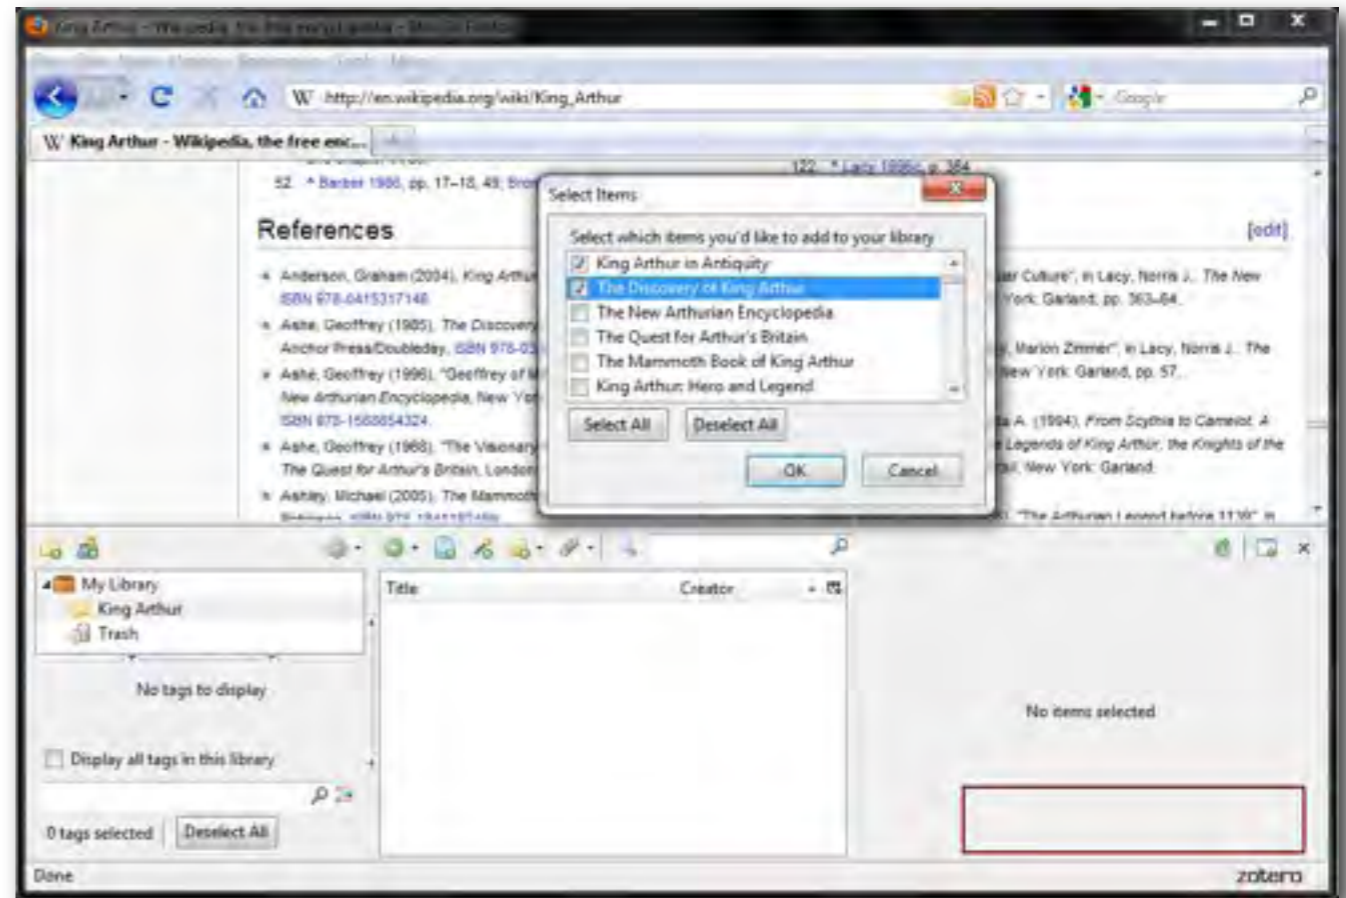 King Arthur - Wikipedia, the free encyclopedia - Mozilla Firefox
W http://en.wikipedia.org/wiki/King_Arthur
Google
W King Arthur - Wikipedia, the free enc...
52. ^ Barber 1986, pp. 17–18, 49;
122. ^ Lacy 1996c, p. 364
References
[edit]
Anderson, Graham (2004), King Arthur
ISBN 978-0415317146
Ashe, Geoffrey (1985), The Discovery
Anchor Press/Doubleday,
Ashe, Geoffrey (1996), "Geoffrey of
New Arthurian Encyclopedia, New
ISBN 978-1568654324
Ashe, Geoffrey (1968), "The Visionary
The Quest for Arthur's Britain, London
Ashley, Michael (2005), The Mammoth
Culture", in Lacy, Norris J., The New
York: Garland, pp. 363–64
Marion Zimmer", in Lacy, Norris J., The
New York: Garland, pp. 57
A. (1994), From Scythia to Camelot: A
Legends of King Arthur, the Knights of the
New York: Garland
"The Arthurian Legend before 1139", in
Select Items
Select which items you'd like to add to your library
King Arthur in Antiquity
The Discovery of King Arthur
The New Arthurian Encyclopedia
The Quest for Arthur's Britain
The Mammoth Book of King Arthur
King Arthur: Hero and Legend
Select All
Deselect All
OK
Cancel
My Library
King Arthur
Trash
No tags to display
Display all tags in this library
0 tags selected
Deselect All
Title
Creator
No items selected
Done
zotero